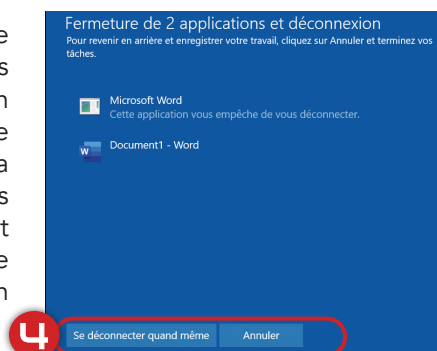 e
s
n
e
a
s
t
e
n
Fermeture de 2 applications et déconnexion
Pour revenir en arrière et enregistrer votre travail, cliquez sur Annuler et terminez vos
tâches.
Microsoft Word
Cette application vous empêche de vous déconnecter.
W Document1 - Word
4 Se déconnecter quand même Annuler